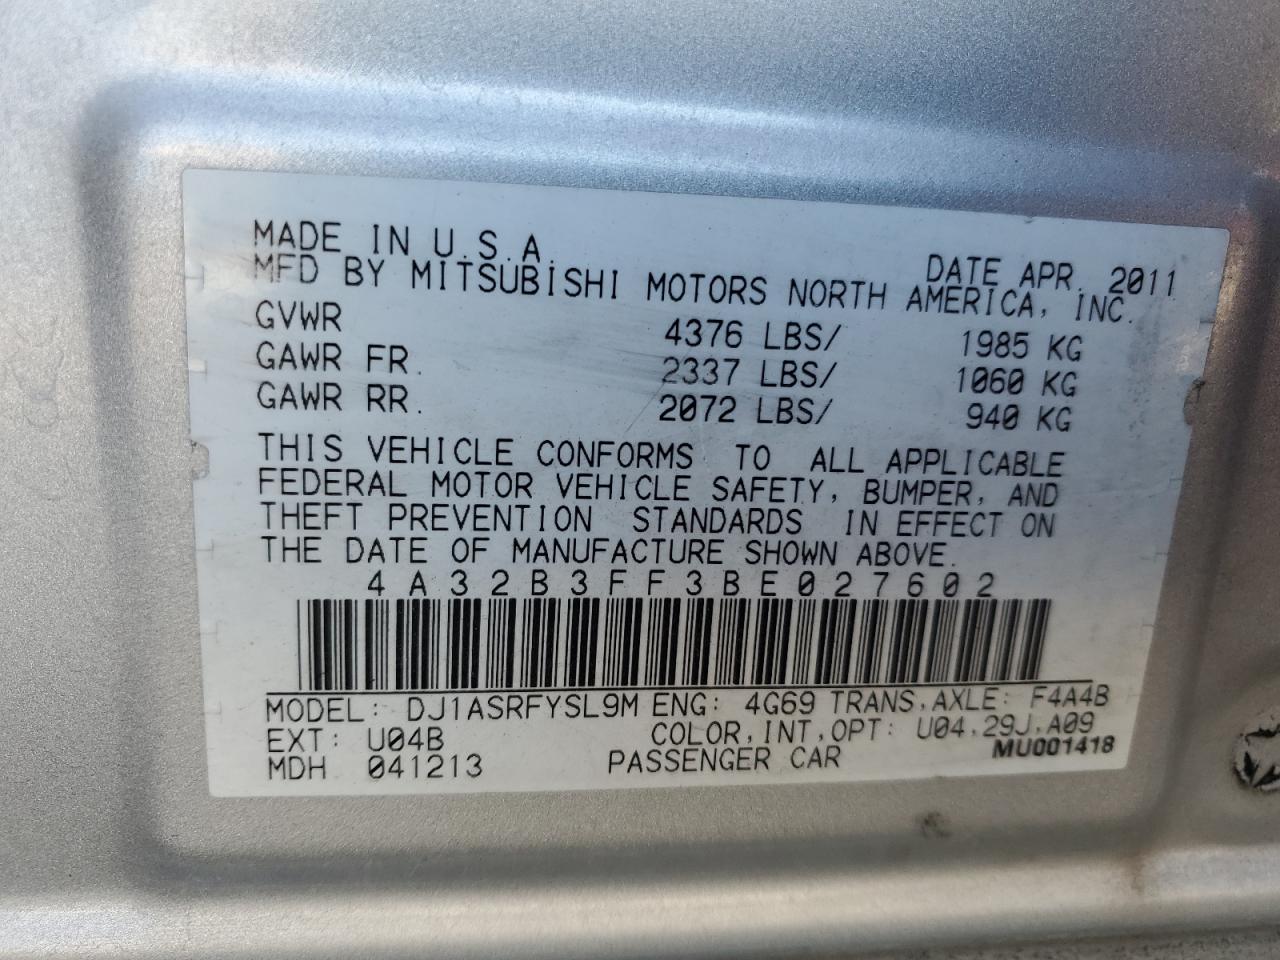 MADE IN U.S.A. DATE APR. 2011
MFD BY MITSUBISHI MOTORS NORTH AMERICA, INC.
GVWR 4376 LBS/ 1985 KG
GAWR FR. 2337 LBS/ 1060 KG
GAWR RR. 2072 LBS/ 940 KG
THIS VEHICLE CONFORMS TO ALL APPLICABLE
FEDERAL MOTOR VEHICLE SAFETY, BUMPER, AND
THEFT PREVENTION STANDARDS IN EFFECT ON
THE DATE OF MANUFACTURE SHOWN ABOVE.
4A32B3FF3BE027602
MODEL: DJ1ASRFYSL9M ENG: 4G69 TRANS.AXLE: F4A4B
EXT: U04B COLOR,INT,OPT: U04.29J.A09
MDH 041213 PASSENGER CAR MU001418